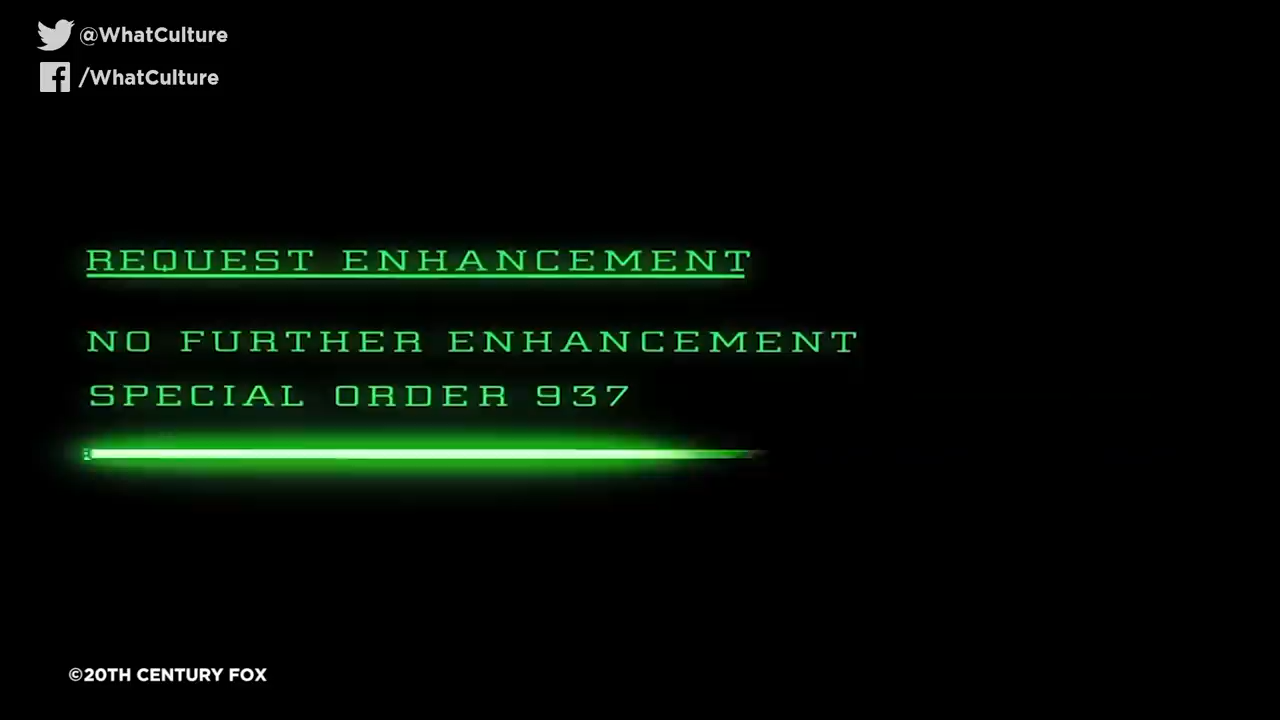 @WhatCulture
/WhatCulture
REQUEST ENHANCEMENT
NO FURTHER ENHANCEMENT
SPECIAL ORDER 937
©20TH CENTURY FOX